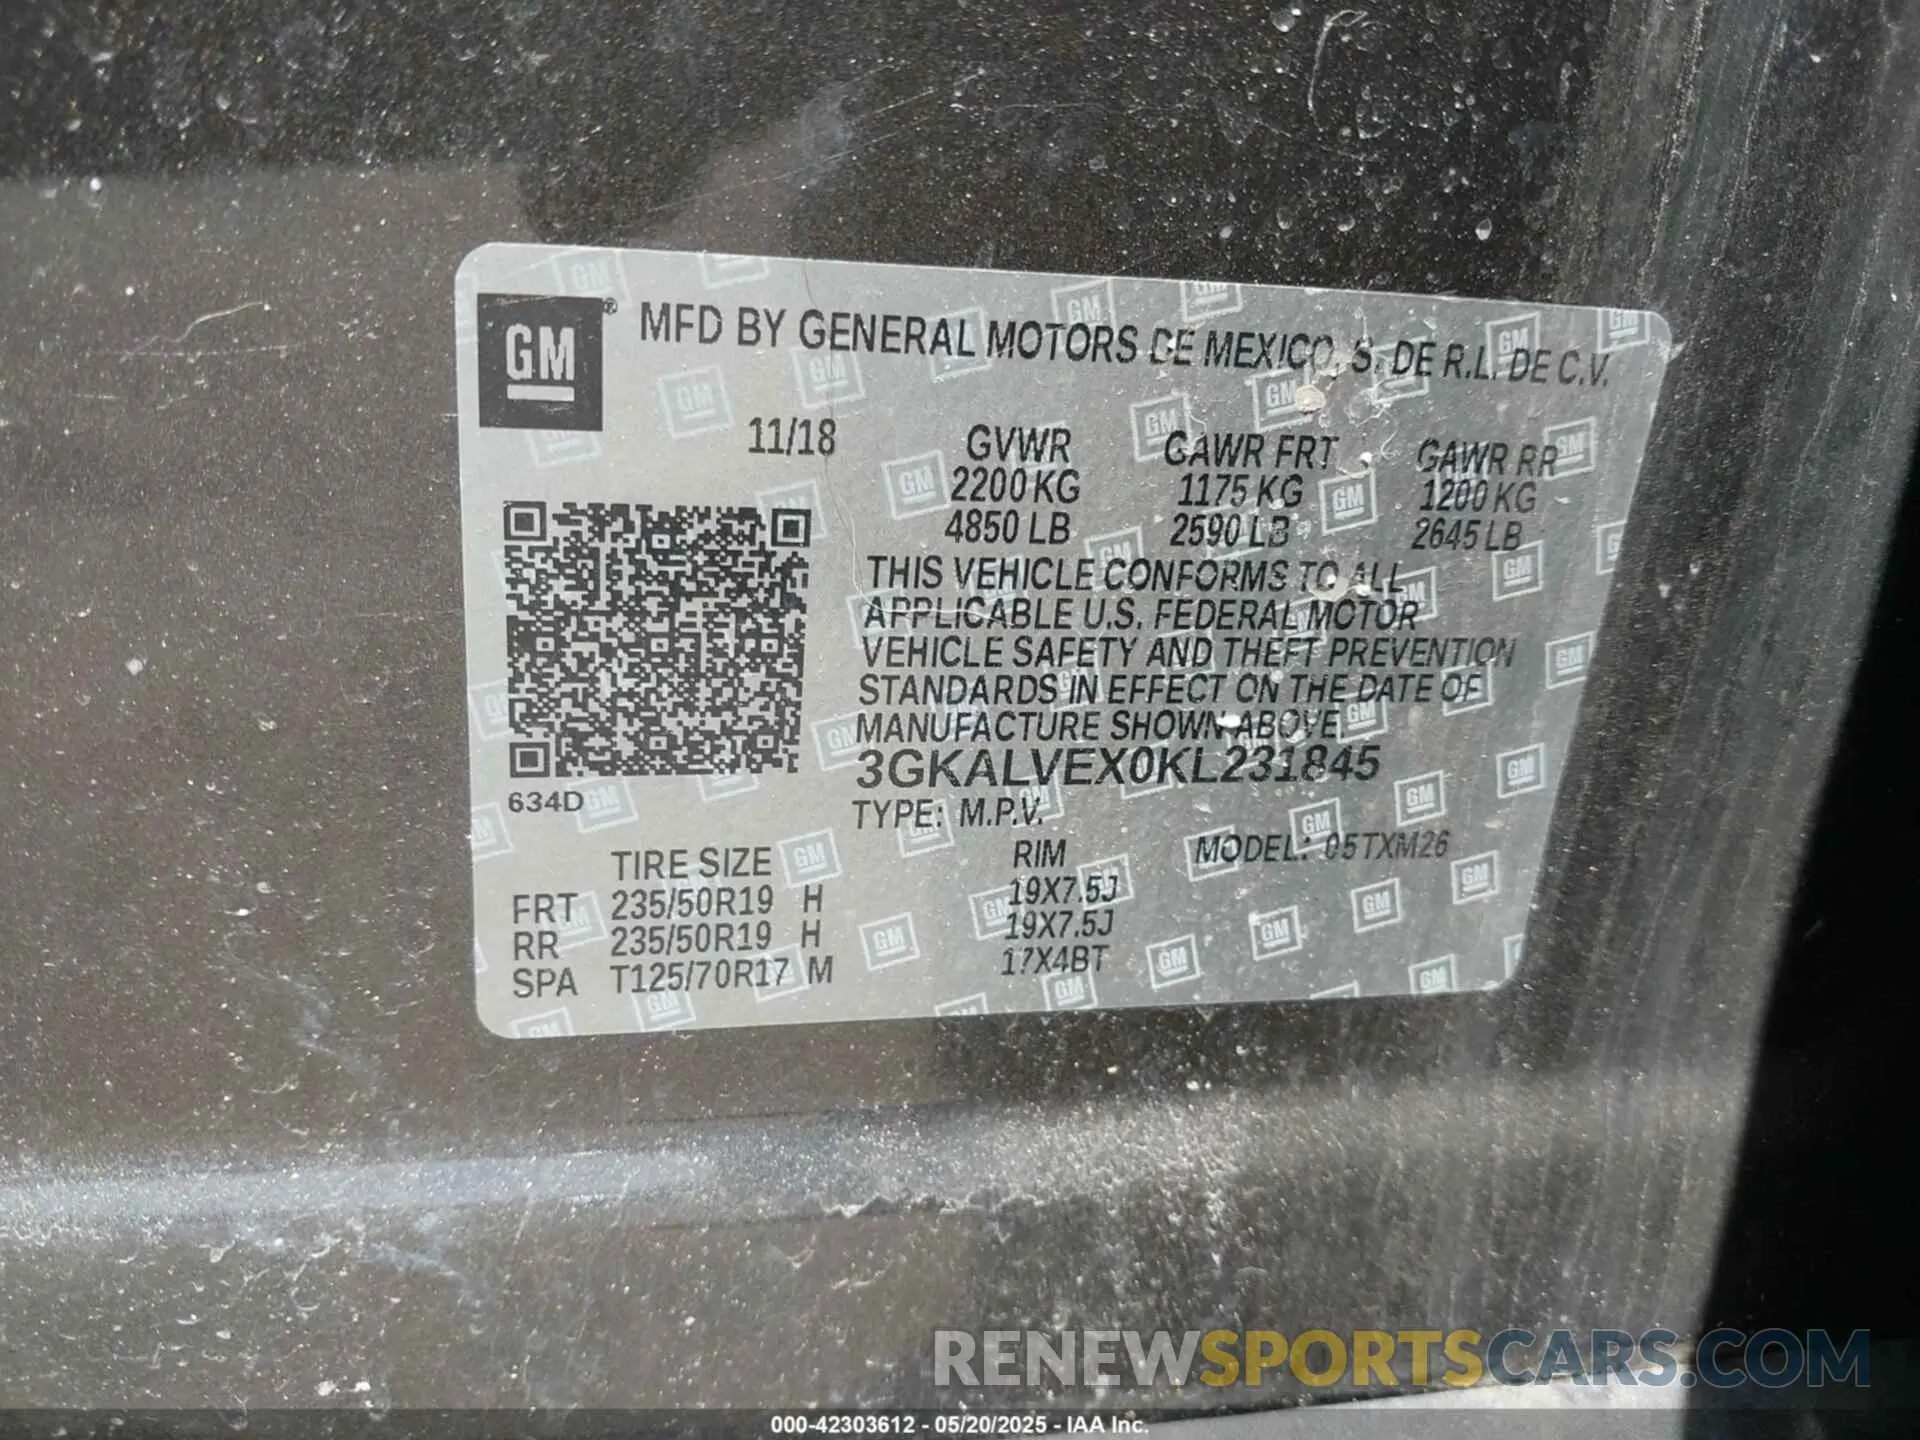 GM ® MFD BY GENERAL MOTORS DE MEXICO, S. DE R.L. DE C.V.
11/18 GVWR GAWR FRT GAWR RR
2200 KG 1175 KG 1200 KG
4850 LB 2590 LB 2645 LB
THIS VEHICLE CONFORMS TO ALL
APPLICABLE U.S. FEDERAL MOTOR
VEHICLE SAFETY AND THEFT PREVENTION
STANDARDS IN EFFECT ON THE DATE OF
MANUFACTURE SHOWN ABOVE.
3GKALVEX0KL231845
634D
TYPE: M.P.V.
TIRE SIZE RIM MODEL: 05TXM26
FRT 235/50R19 H 19X7.5J
RR 235/50R19 H 19X7.5J
SPA T125/70R17 M 17X4BT
RENEWSPORTSCARS.COM
000-42303612 - 05/20/2025 - IAA Inc.